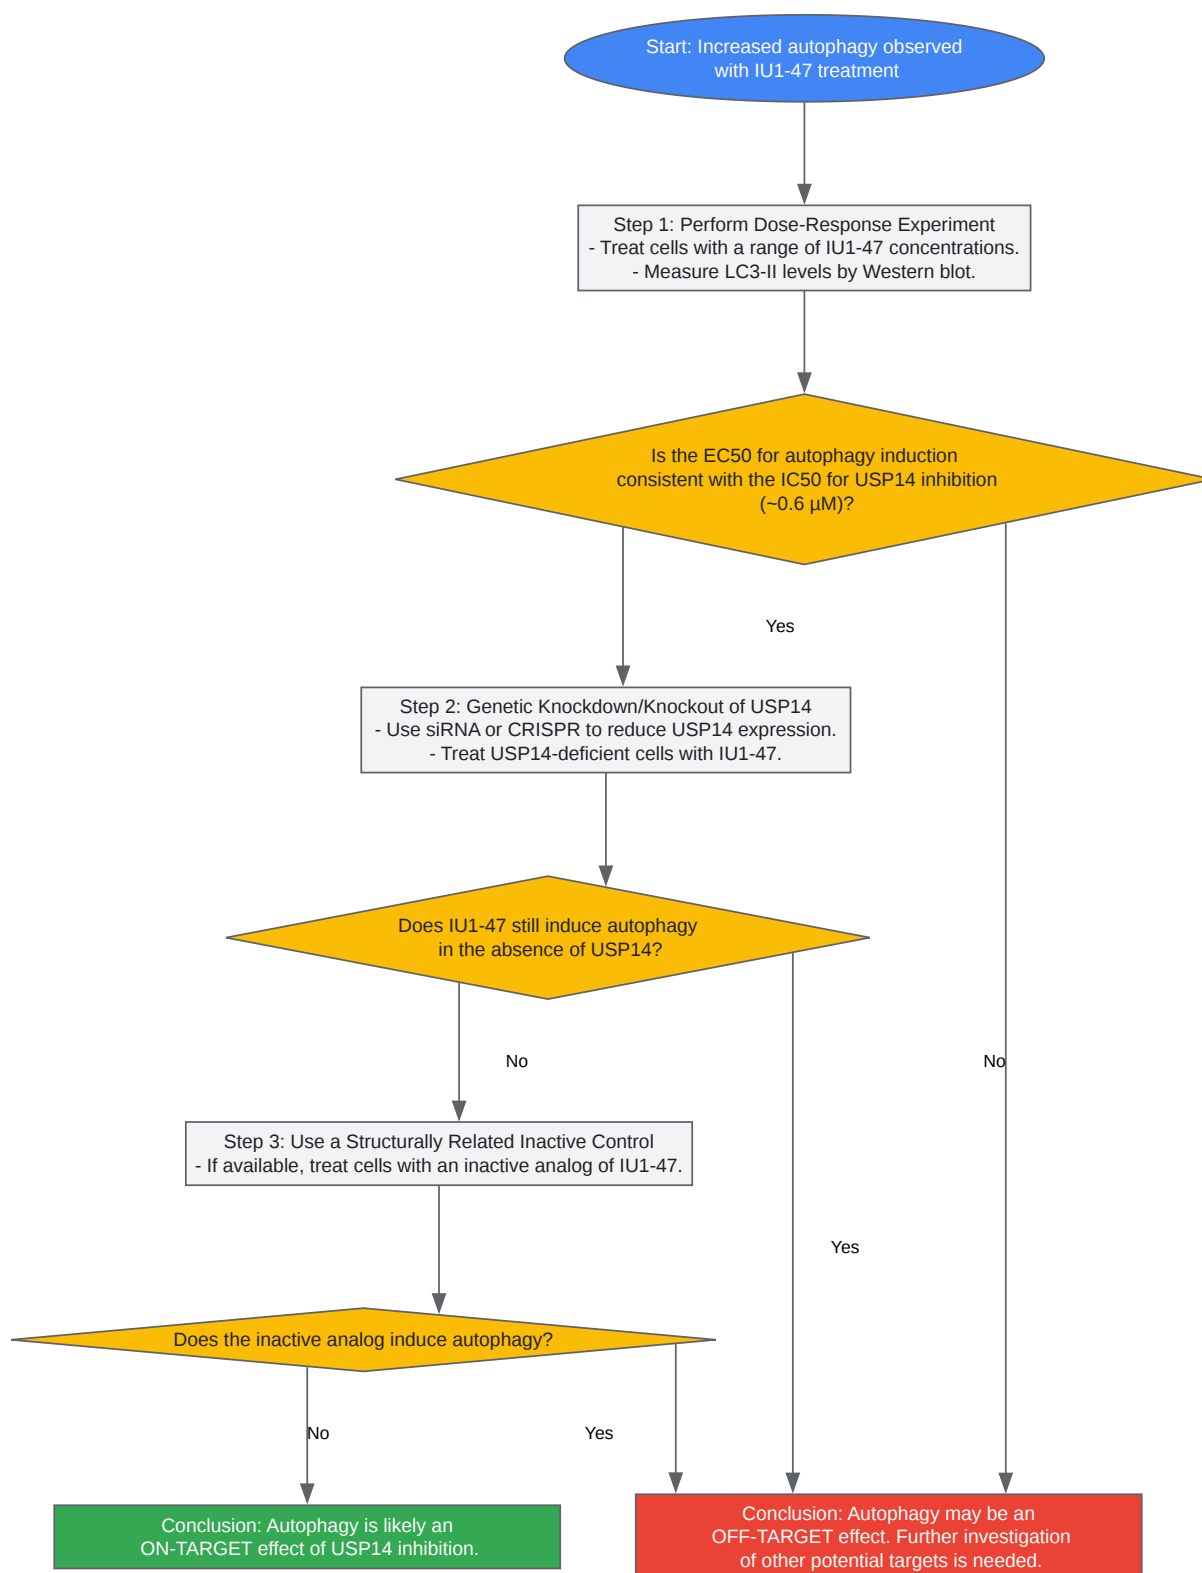 Start: Increased autophagy observed
with IU1-47 treatment
Step 1: Perform Dose-Response Experiment
- Treat cells with a range of IU1-47 concentrations.
- Measure LC3-II levels by Western blot.
Is the EC50 for autophagy induction
consistent with the IC50 for USP14 inhibition
(~0.6 µM)?
Yes
Step 2: Genetic Knockdown/Knockout of USP14
- Use siRNA or CRISPR to reduce USP14 expression.
- Treat USP14-deficient cells with IU1-47.
Does IU1-47 still induce autophagy
in the absence of USP14?
No
No
Step 3: Use a Structurally Related Inactive Control
- If available, treat cells with an inactive analog of IU1-47.
Yes
Does the inactive analog induce autophagy?
No
Yes
Conclusion: Autophagy is likely an
ON-TARGET effect of USP14 inhibition.
Conclusion: Autophagy may be an
OFF-TARGET effect. Further investigation
of other potential targets is needed.